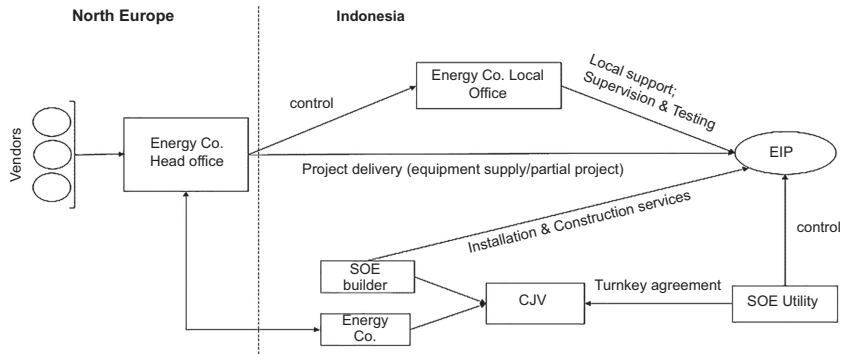 North Europe
Indonesia
Vendors
Energy Co.
Head office
control
Energy Co. Local
Office
Local support;
Supervision & Testing
EIP
Project delivery (equipment supply/partial project)
Installation & Construction services
control
SOE
builder
Energy
Co.
CJV
Turnkey agreement
SOE Utility